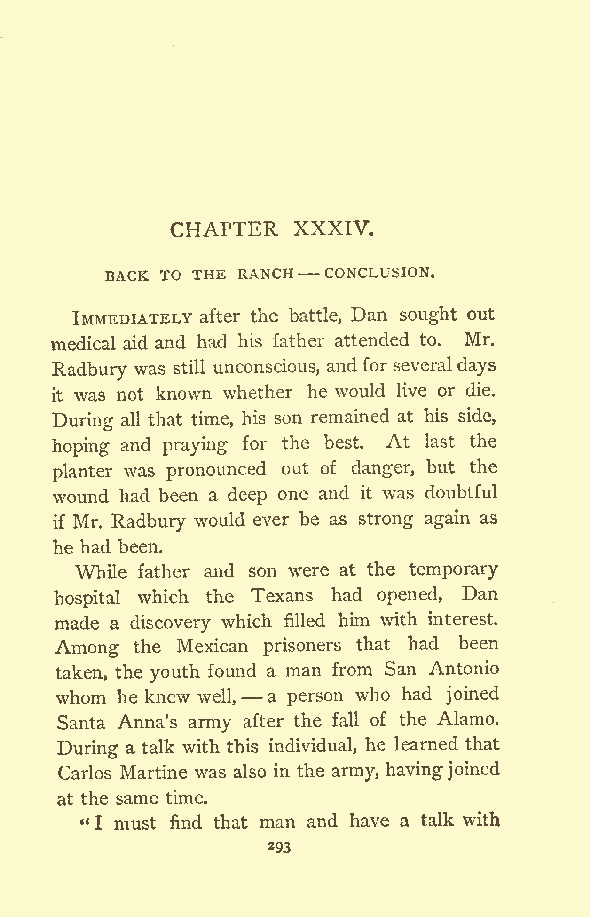 CHAPTER XXXIV.
BACK TO THE RANCH — CONCLUSION.
IMMEDIATELY after the battle, Dan sought out
medical aid and had his father attended to. Mr.
Radbury was still unconscious, and for several days
it was not known whether he would live or die.
During all that time, his son remained at his side,
hoping and praying for the best. At last the
planter was pronounced out of danger, but the
wound had been a deep one and it was doubtful
if Mr. Radbury would ever be as strong again as
he had been.
While father and son were at the temporary
hospital which the Texans had opened, Dan
made a discovery which filled him with interest.
Among the Mexican prisoners that had been
taken, the youth found a man from San Antonio
whom he knew well, — a person who had joined
Santa Anna's army after the fall of the Alamo.
During a talk with this individual, he learned that
Carlos Martine was also in the army, having joined
at the same time.
“I must find that man and have a talk with
293